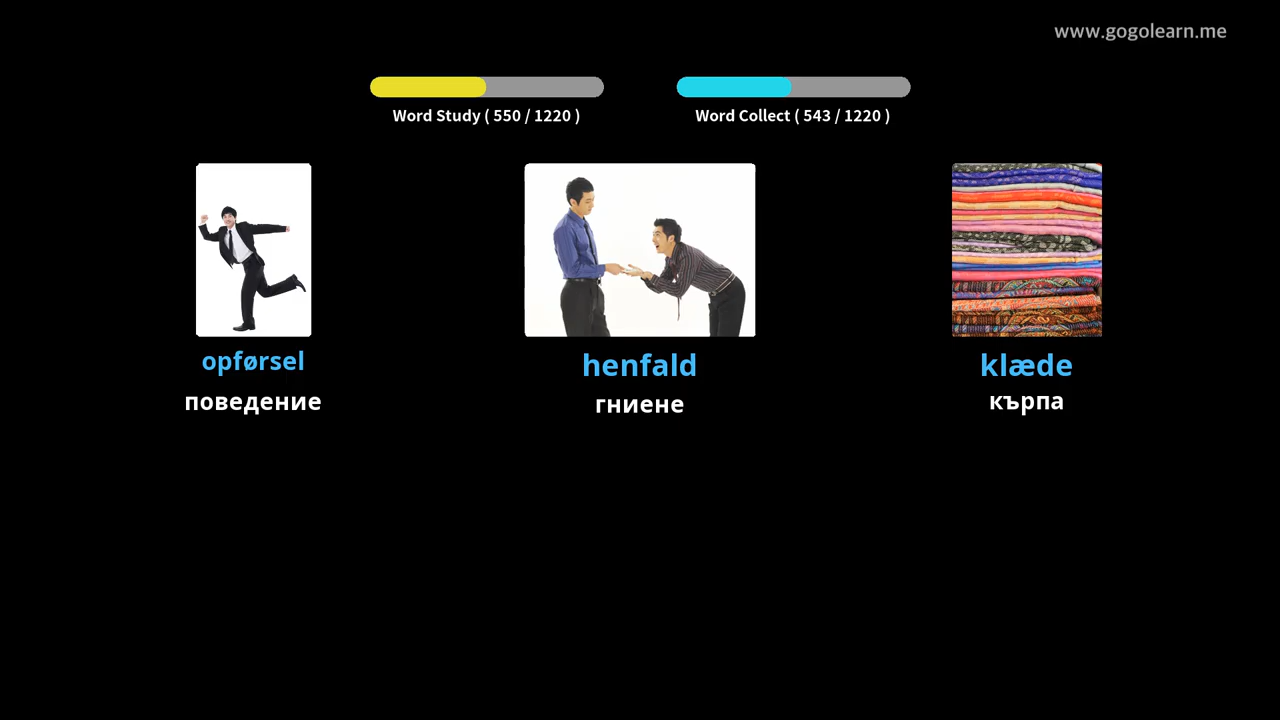 www.gogolearn.me
Word Study ( 550 / 1220 )
Word Collect ( 543 / 1220 )
opførsel
henfald
klæde
поведение
гниене
кърпа